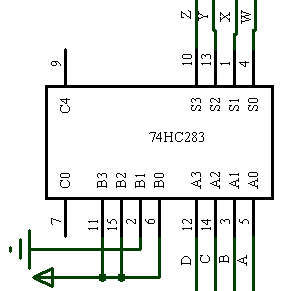 Z Y X W
9 10 13 1 4
C4 S3 S2 S1 S0
74HC283
C0 B3 B2 B1 B0 A3 A2 A1 A0
7 11 15 2 6 12 14 3 5
D C B A